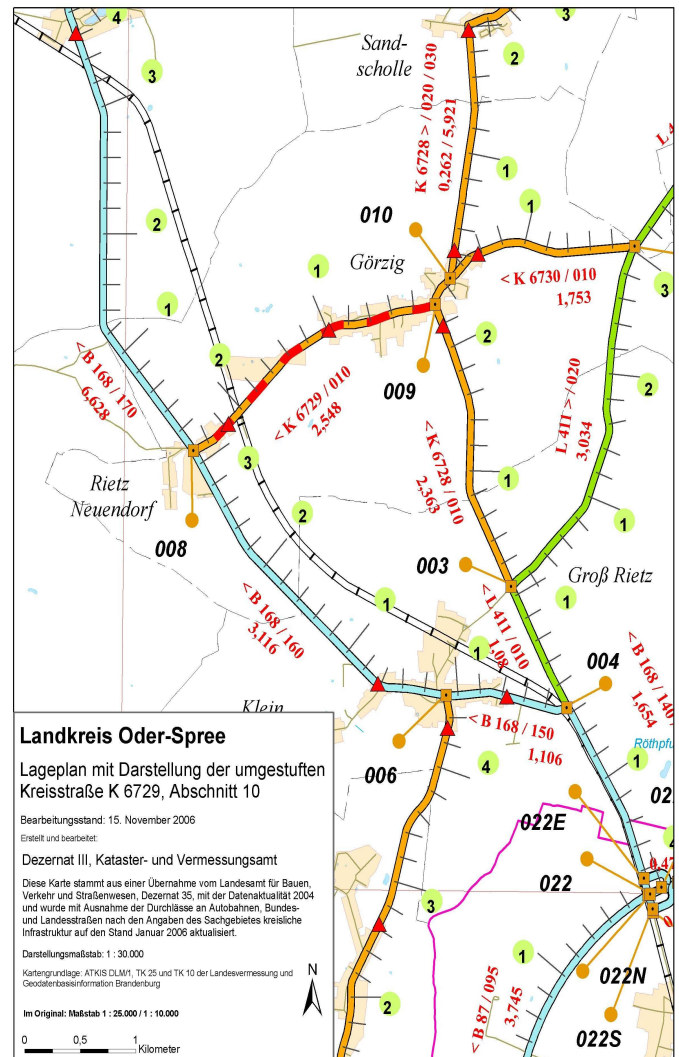 4
3
Sand-
scholle
3
2
K 6728 > / 020 / 030
0,262 / 5,921
L 4
1
2
010
1
Görzig
1
< K 6730 / 010
1,753
3
1
2
2
< B 168 / 170
6,628
009
< K 6729 / 010
2,548
L 411 > / 020
3,034
2
3
< K 6728 / 010
2,363
1
Rietz
Neuendorf
2
1
008
003
Groß Rietz
1
1
< L 411 / 010
1,08
< B 168 / 160
3,116
1
004
< B 168 / 140
1,654
Klein
< B 168 / 150
1,106
Röthpfu
1
4
006
02
022E
4
022
0,47
0
3
1
022N
2
< B 87 / 095
3,745
022S
Landkreis Oder-Spree
Lageplan mit Darstellung der umgestuften
Kreisstraße K 6729, Abschnitt 10
Bearbeitungsstand: 15. November 2006
Erstellt und bearbeitet:
Dezernat III, Kataster- und Vermessungsamt
Diese Karte stammt aus einer Übernahme vom Landesamt für Bauen,
Verkehr und Straßenwesen, Dezernat 35, mit der Datenaktualität 2004
und wurde mit Ausnahme der Durchlässe an Autobahnen, Bundes-
und Landesstraßen nach den Angaben des Sachgebietes kreisliche
Infrastruktur auf den Stand Januar 2006 aktualisiert.
Darstellungsmaßstab: 1 : 30.000
Kartengrundlage: ATKIS DLM/1, TK 25 und TK 10 der Landesvermessung und
Geodatenbasisinformation Brandenburg
N
Im Original: Maßstab 1 : 25.000 / 1 : 10.000
0 0,5 1 Kilometer